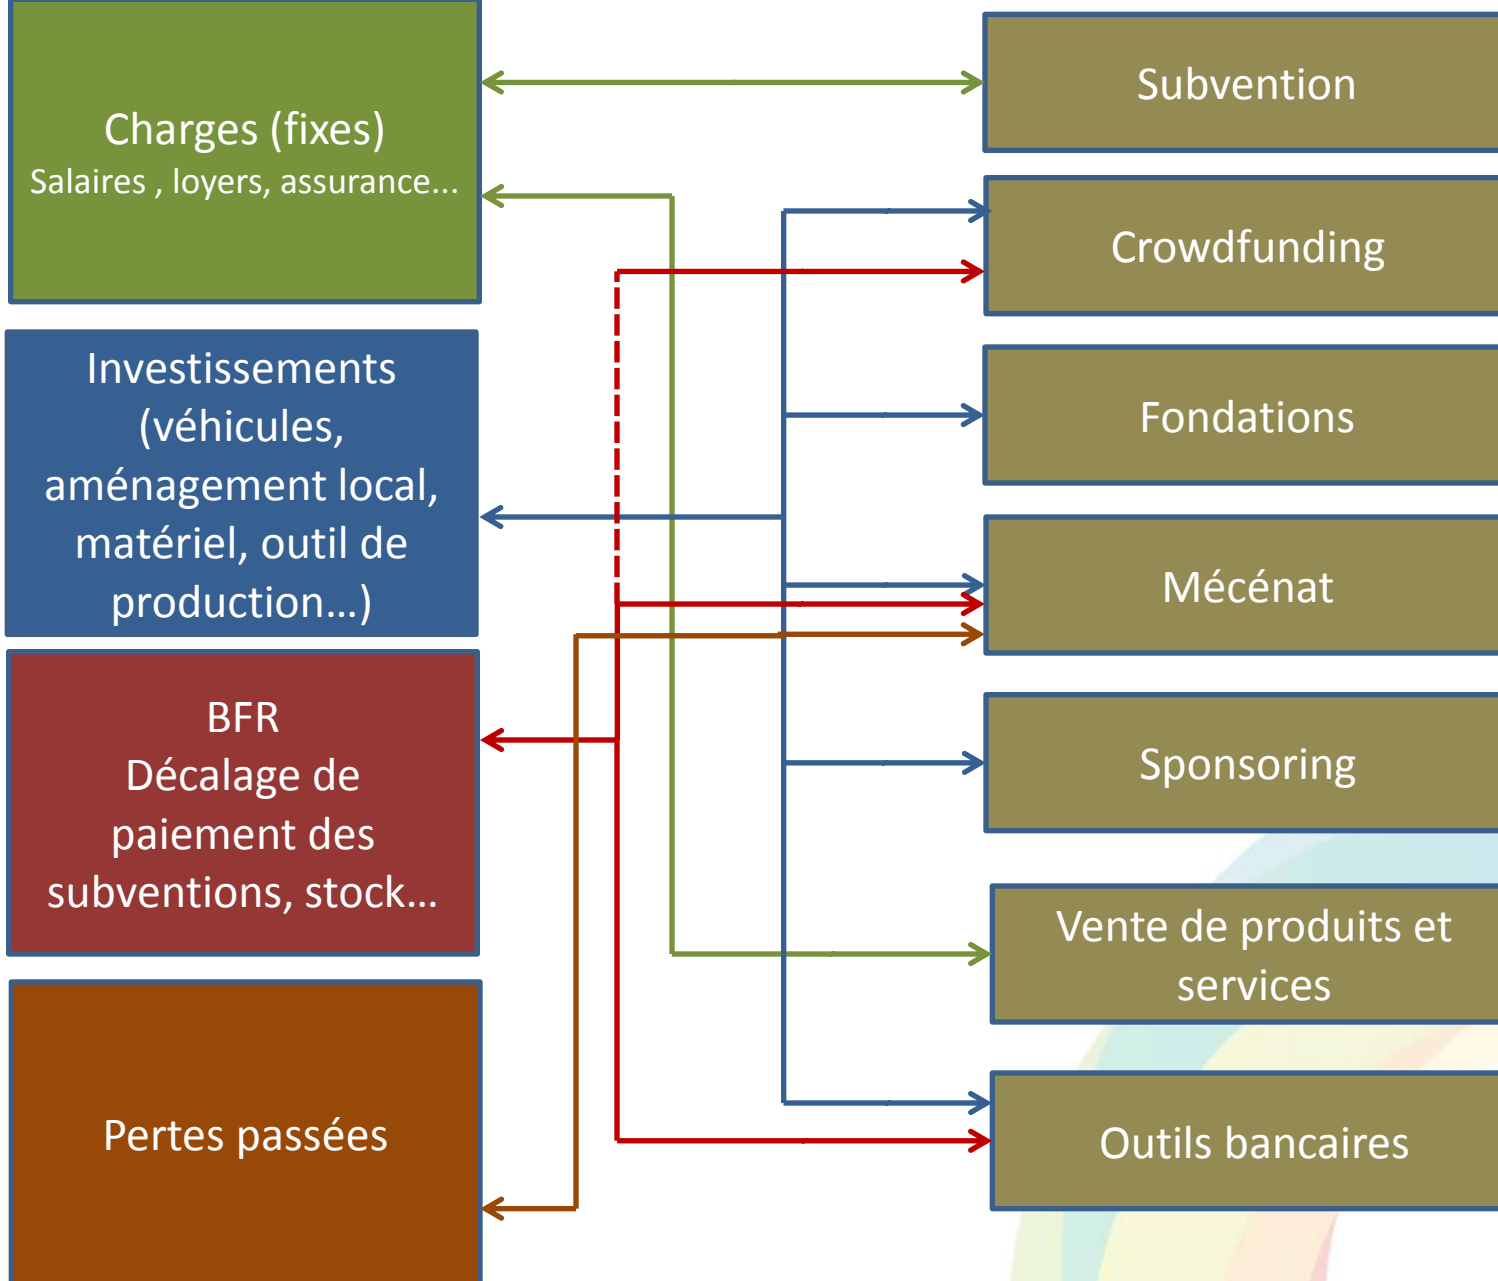 Charges (fixes)
Salaires , loyers, assurance...
Investissements
(véhicules,
aménagement local,
matériel, outil de
production...)
BFR
Décalage de
paiement des
subventions, stock...
Pertes passées
Subvention
Crowdfunding
Fondations
Mécénat
Sponsoring
Vente de produits et
services
Outils bancaires